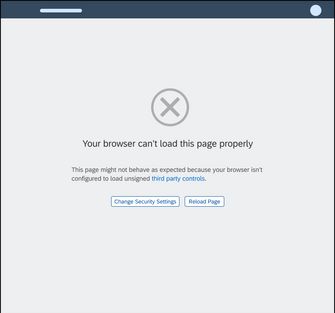 Your browser can't load this page properly
This page might not behave as expected because your browser isn't
configured to load unsigned third party controls.
Change Security Settings Reload Page